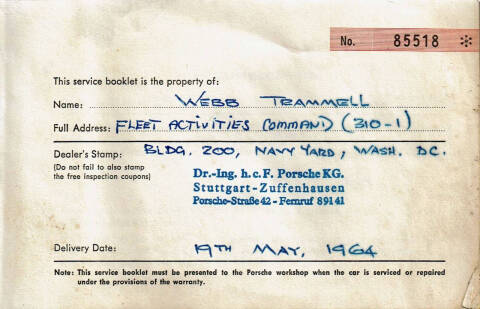 No. 85518 ✻
This service booklet is the property of:
Name: WEBB TRAMMELL
Full Address: FLEET ACTIVITIES COMMAND (310-1)
BLDG. 200, NAVY YARD, WASH. DC.
Dealer's Stamp:
(Do not fail to also stamp
the free inspection coupons)
Dr.-Ing. h.c.F. Porsche KG.
Stuttgart-Zuffenhausen
Porsche-Straße 42 - Fernruf 89141
Delivery Date: 19TH MAY, 1964
Note: This service booklet must be presented to the Porsche workshop when the car is serviced or repaired
under the provisions of the warranty.